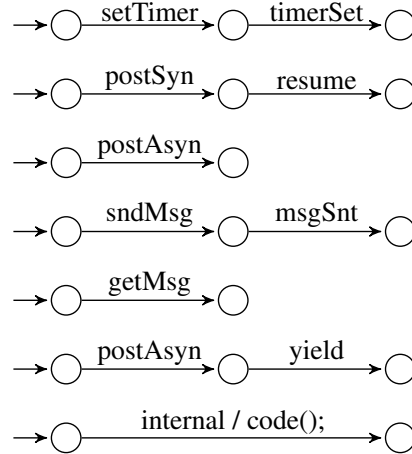 setTimer timerSet
postSyn resume
postAsyn
sndMsg msgSnt
getMsg
postAsyn yield
internal / code();